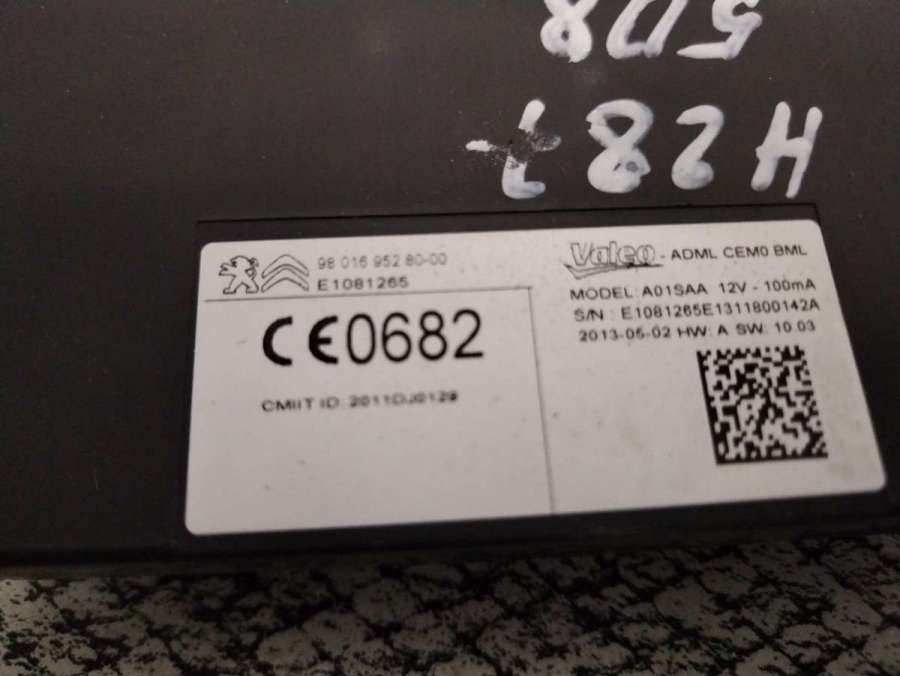 H287
508
98 016 952 80-00
E1081265
CE0682
CMIIT ID: 2011DJ0129
Valeo - ADML CEM0 BML
MODEL: A01SAA 12V - 100mA
S/N : E1081265E1311800142A
2013-05-02 HW: A SW: 10.03